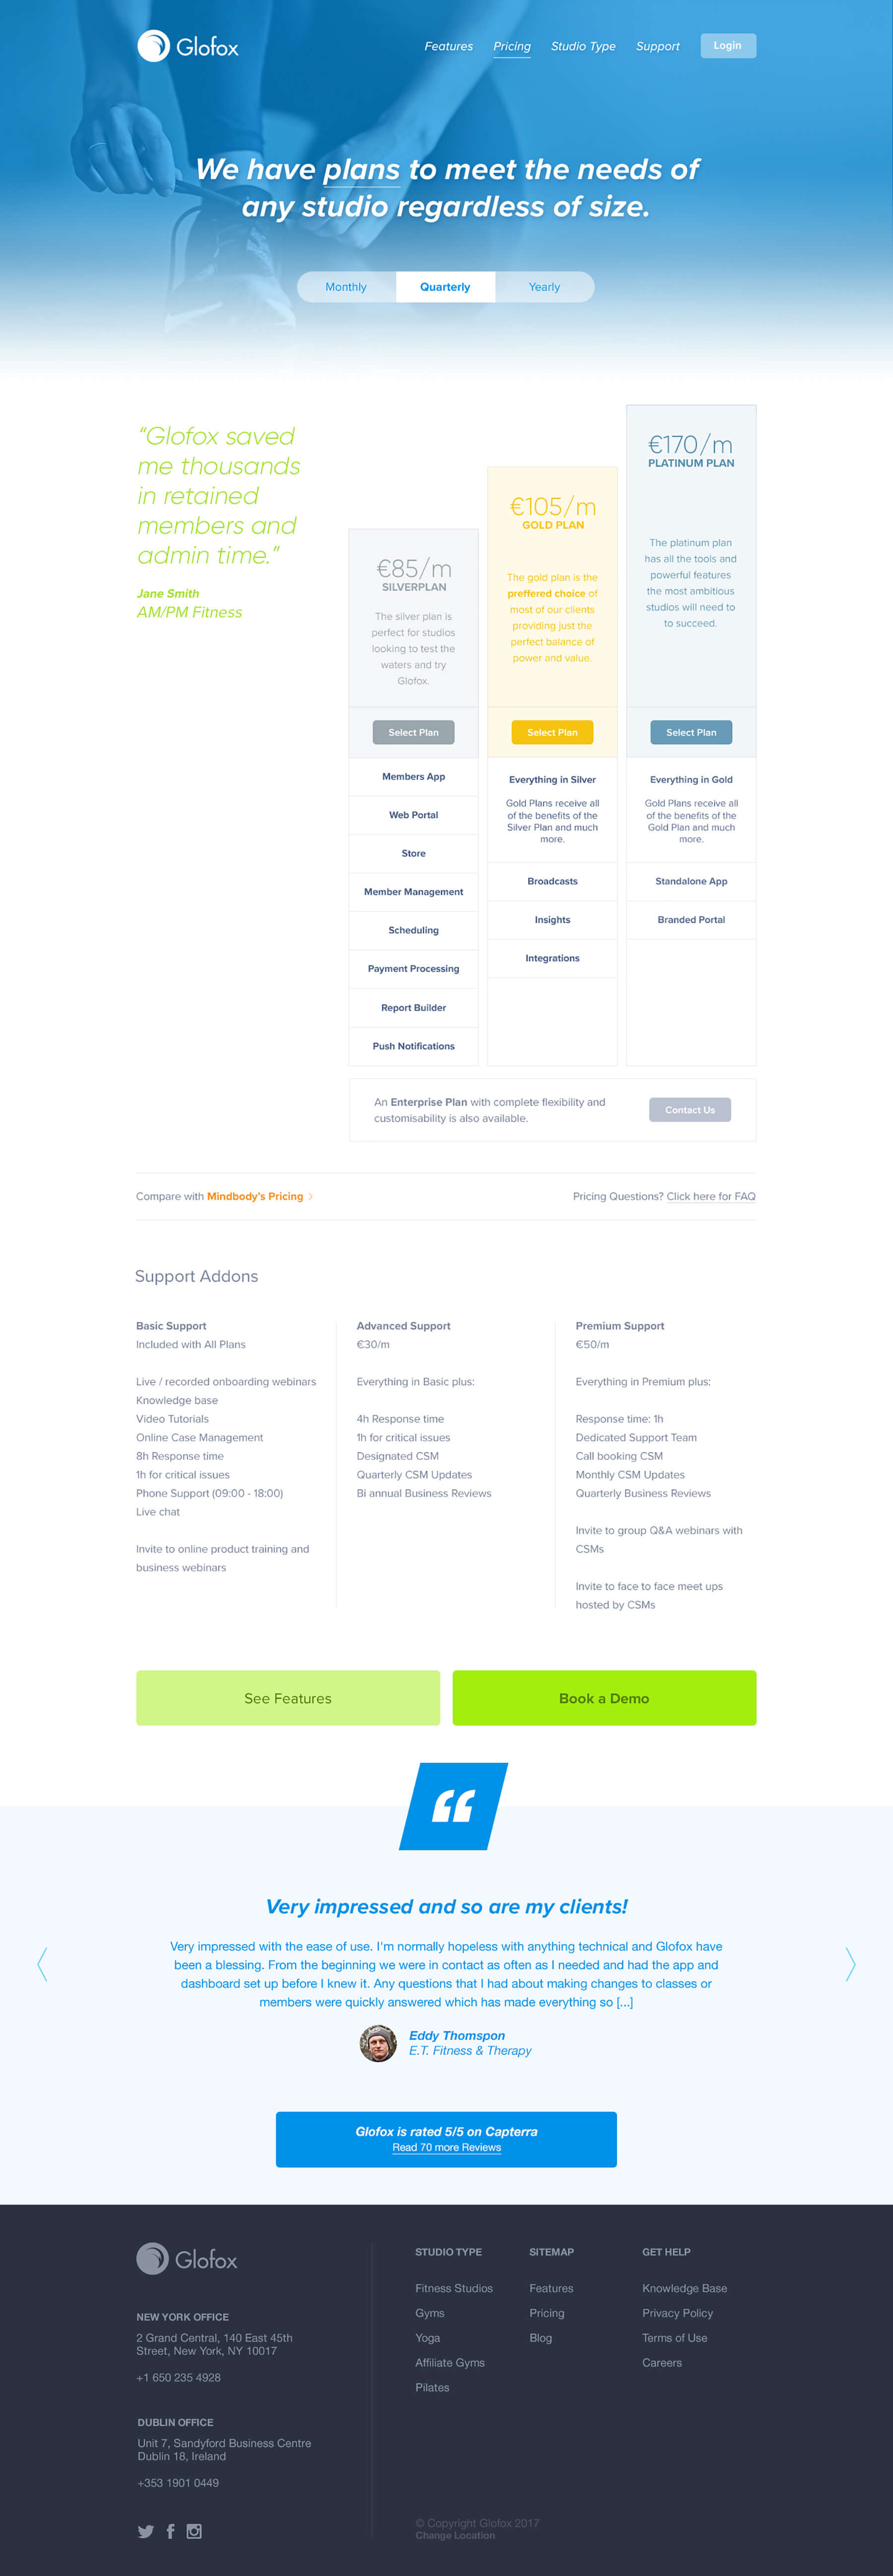 Glofox
Features
Pricing
Studio Type
Support
Login
We have plans to meet the needs of
any studio regardless of size.
Monthly
Quarterly
Yearly
“Glofox saved
me thousands
in retained
members and
admin time.”
Jane Smith
AM/PM Fitness
€85/m
SILVERPLAN
The silver plan is
perfect for studios
looking to test the
waters and try
Glofox.
Select Plan
Members App
Web Portal
Store
Member Management
Scheduling
Payment Processing
Report Builder
Push Notifications
€105/m
GOLD PLAN
The gold plan is the
preffered choice of
most of our clients
providing just the
perfect balance of
power and value.
Select Plan
Everything in Silver
Gold Plans receive all
of the benefits of the
Silver Plan and much
more.
Broadcasts
Insights
Integrations
€170/m
PLATINUM PLAN
The platinum plan
has all the tools and
powerful features
the most ambitious
studios will need to
to succeed.
Select Plan
Everything in Gold
Gold Plans receive all
of the benefits of the
Gold Plan and much
more.
Standalone App
Branded Portal
An Enterprise Plan with complete flexibility and
customisability is also available.
Contact Us
Compare with Mindbody's Pricing >
Pricing Questions? Click here for FAQ
Support Addons
Basic Support
Included with All Plans
Live / recorded onboarding webinars
Knowledge base
Video Tutorials
Online Case Management
8h Response time
1h for critical issues
Phone Support (09:00 - 18:00)
Live chat
Invite to online product training and
business webinars
Advanced Support
€30/m
Everything in Basic plus:
4h Response time
1h for critical issues
Designated CSM
Quarterly CSM Updates
Bi annual Business Reviews
Premium Support
€50/m
Everything in Premium plus:
Response time: 1h
Dedicated Support Team
Call booking CSM
Monthly CSM Updates
Quarterly Business Reviews
Invite to group Q&A webinars with
CSMs
Invite to face to face meet ups
hosted by CSMs
See Features
Book a Demo
“
Very impressed and so are my clients!
Very impressed with the ease of use. I'm normally hopeless with anything technical and Glofox have
been a blessing. From the beginning we were in contact as often as I needed and had the app and
dashboard set up before I knew it. Any questions that I had about making changes to classes or
members were quickly answered which has made everything so [...]
Eddy Thomspon
E.T. Fitness & Therapy
Glofox is rated 5/5 on Capterra
Read 70 more Reviews
Glofox
NEW YORK OFFICE
2 Grand Central, 140 East 45th
Street, New York, NY 10017
+1 650 235 4928
DUBLIN OFFICE
Unit 7, Sandyford Business Centre
Dublin 18, Ireland
+353 1901 0449
STUDIO TYPE
Fitness Studios
Gyms
Yoga
Affiliate Gyms
Pilates
SITEMAP
Features
Pricing
Blog
GET HELP
Knowledge Base
Privacy Policy
Terms of Use
Careers
© Copyright Glofox 2017
Change Location